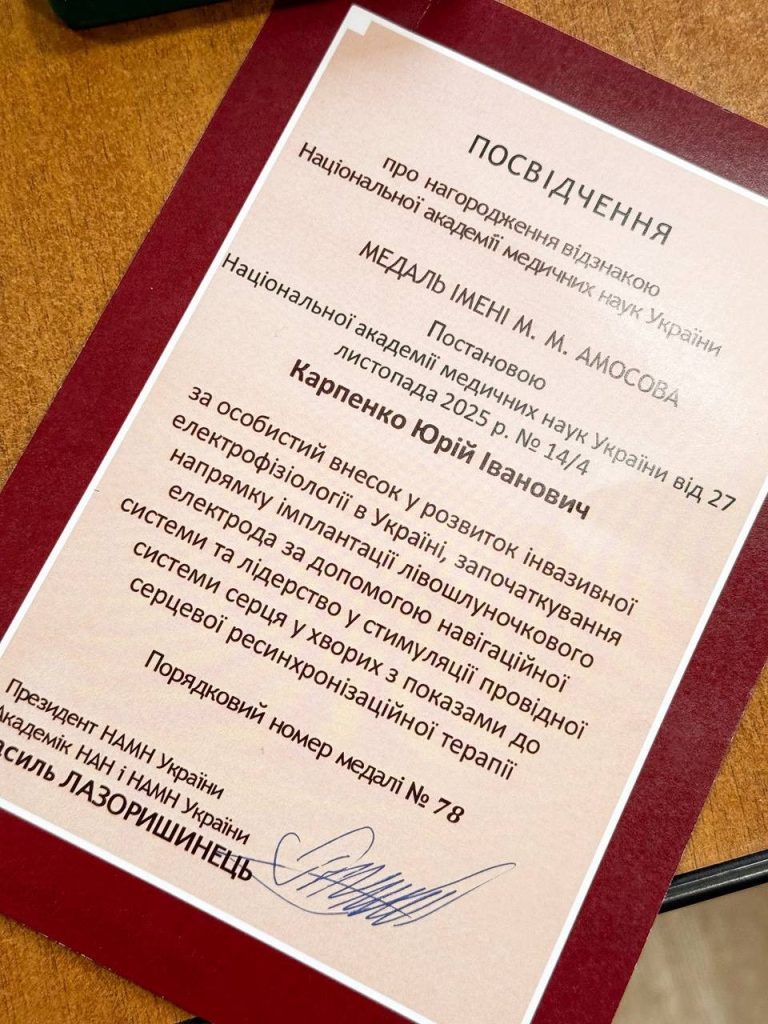 ПОСВІДЧЕННЯ
про нагородження відзнакою
Національної академії медичних наук України
МЕДАЛЬ ІМЕНІ М. М. АМОСОВА
Постановою
Національної академії медичних наук України від 27
листопада 2025 р. № 14/4
Карпенко Юрій Іванович
за особистий внесок у розвиток інвазивної
електрофізіології в Україні, започаткування
напрямку імплантації лівошлуночкового
електрода за допомогою навігаційної
системи та лідерство у стимуляції провідної
системи серця у хворих з показами до
серцевої ресинхронізаційної терапії
Порядковий номер медалі № 78
Президент НАМН України
Академік НАН і НАМН України
асиль ЛАЗОРИШИНЕЦЬ